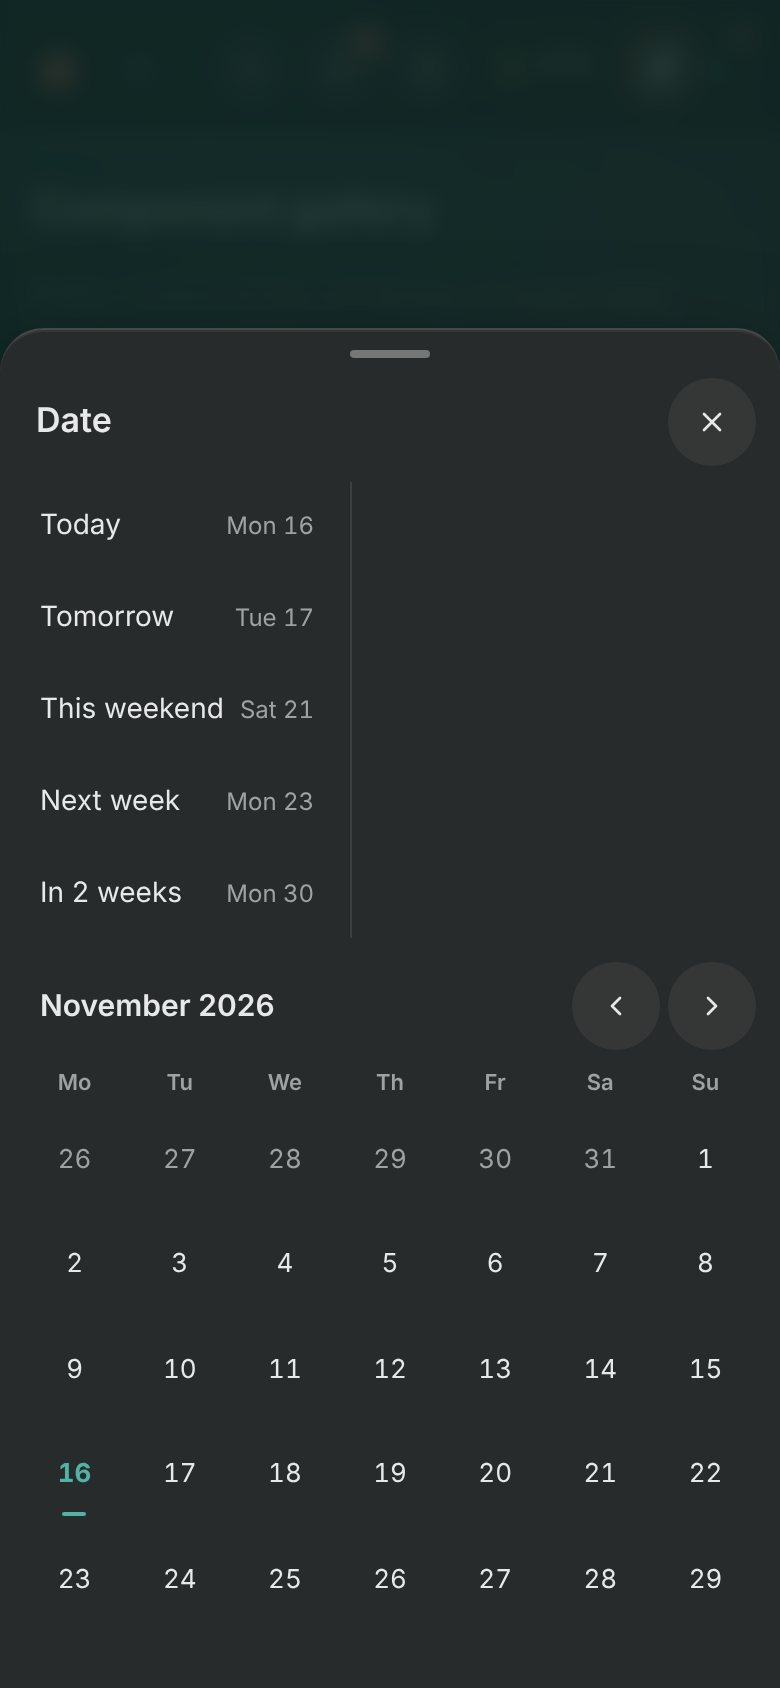 Date
Today Mon 16
Tomorrow Tue 17
This weekend Sat 21
Next week Mon 23
In 2 weeks Mon 30
November 2026
Mo Tu We Th Fr Sa Su
26 27 28 29 30 31 1
2 3 4 5 6 7 8
9 10 11 12 13 14 15
16 17 18 19 20 21 22
23 24 25 26 27 28 29